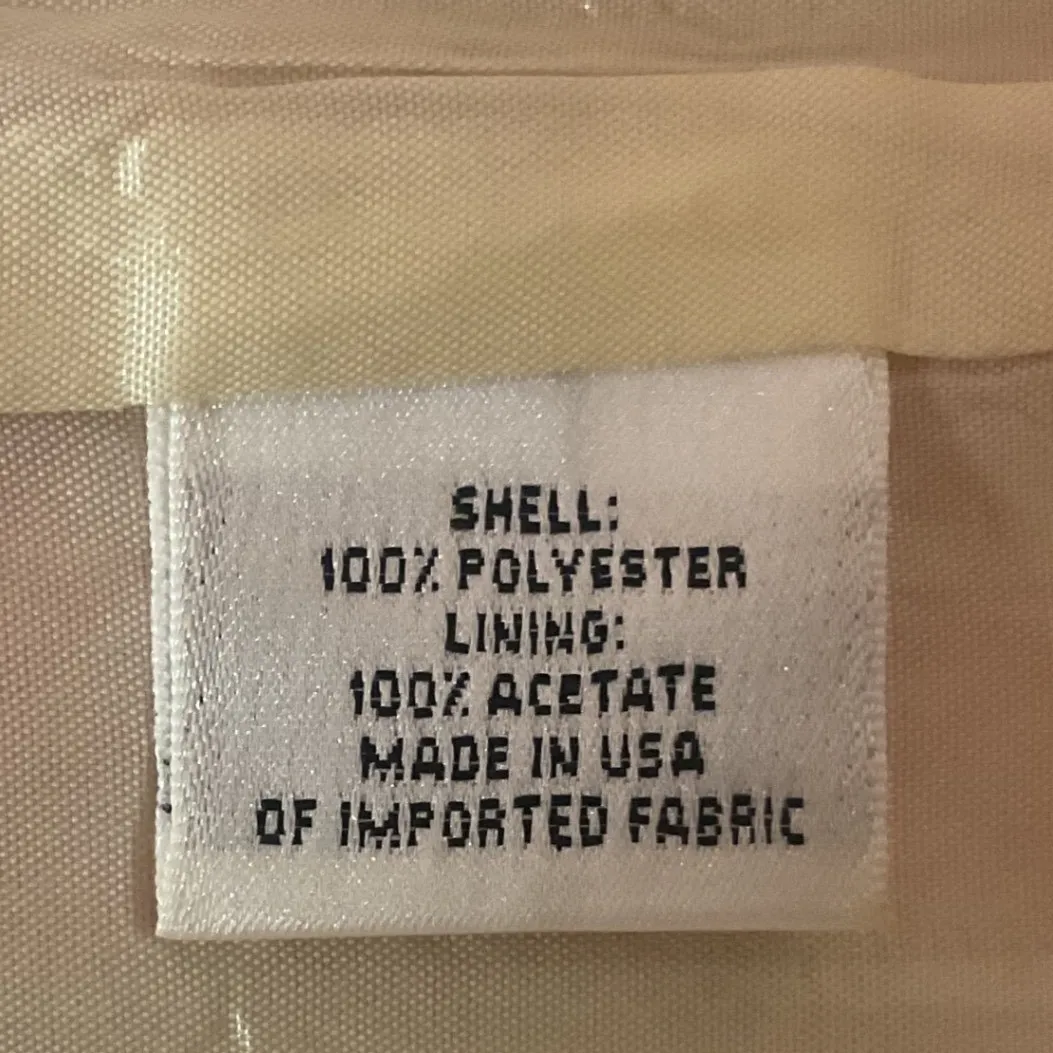 SHELL:
100% POLYESTER
LINING:
100% ACETATE
MADE IN USA
OF IMPORTED FABRIC